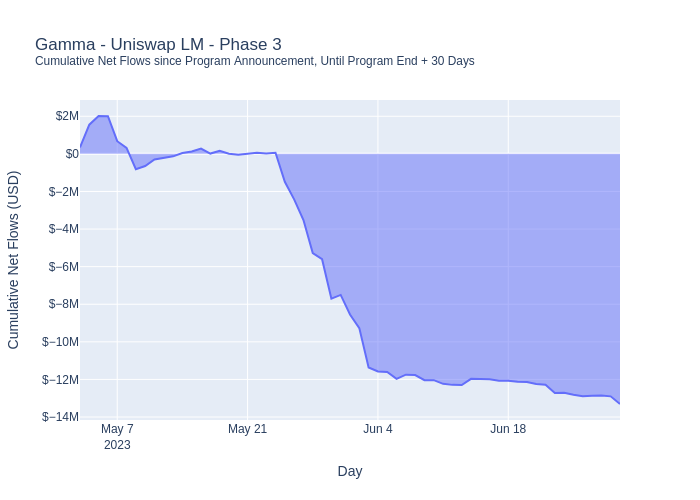 Gamma - Uniswap LM - Phase 3
Cumulative Net Flows since Program Announcement, Until Program End + 30 Days
$2M
$0
$−2M
$−4M
$−6M
$−8M
$−10M
$−12M
$−14M
Cumulative Net Flows (USD)
May 7
2023
May 21
Jun 4
Jun 18
Day